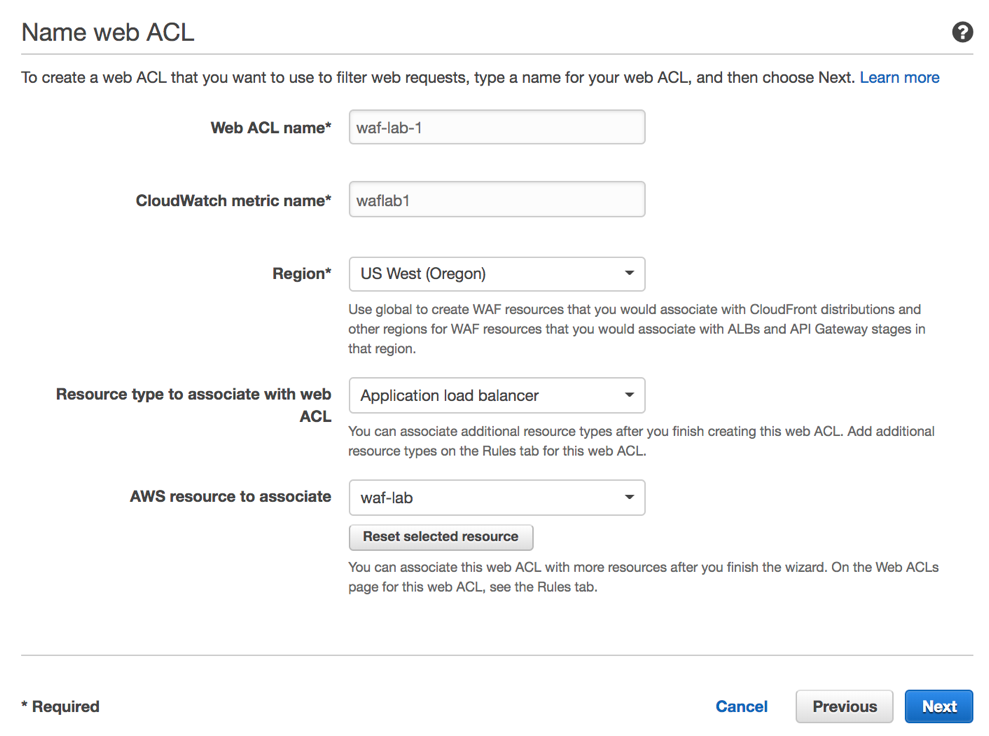 Name web ACL
?
To create a web ACL that you want to use to filter web requests, type a name for your web ACL, and then choose Next. Learn more
Web ACL name*
waf-lab-1
CloudWatch metric name*
waflab1
Region*
US West (Oregon)
Use global to create WAF resources that you would associate with CloudFront distributions and
other regions for WAF resources that you would associate with ALBs and API Gateway stages in
that region.
Resource type to associate with web
ACL
Application load balancer
You can associate additional resource types after you finish creating this web ACL. Add additional
resource types on the Rules tab for this web ACL.
AWS resource to associate
waf-lab
Reset selected resource
You can associate this web ACL with more resources after you finish the wizard. On the Web ACLs
page for this web ACL, see the Rules tab.
* Required
Cancel
Previous
Next